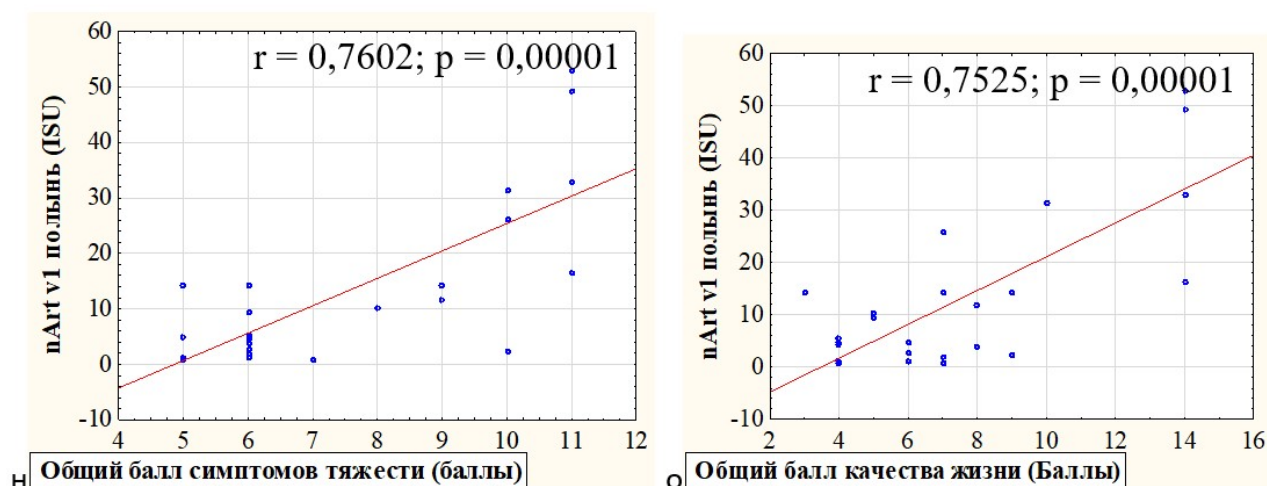 r = 0,7602; p = 0,00001
nArt v1 полынь (ISU)
60
50
40
30
20
10
0
-10
4 5 6 7 8 9 10 11 12
н Общий балл симптомов тяжести (баллы)
r = 0,7525; p = 0,00001
nArt v1 полынь (ISU)
60
50
40
30
20
10
0
-10
2 4 6 8 10 12 14 16
о Общий балл качества жизни (Баллы)